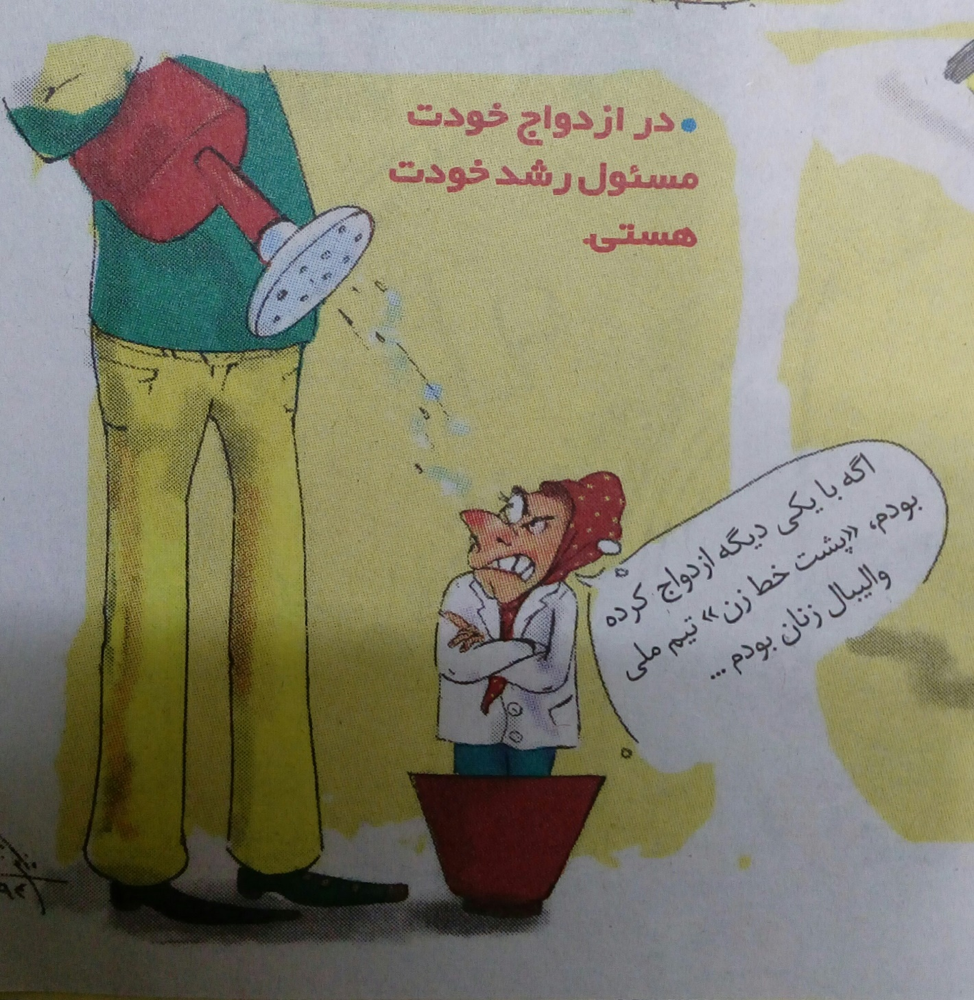 • در ازدواج خودت
مسئول رشد خودت
هستی.
اگه با یکی دیگه ازدواج کرده
بودم، «پشت خط زن» تیم ملی
والیبال زنان بودم ...